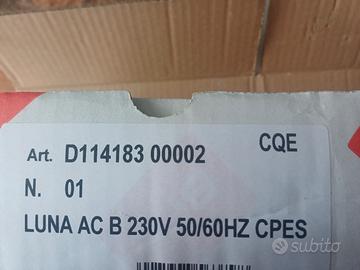 CQE
Art. D114183 00002
N. 01
LUNA AC B 230V 50/60HZ CPES
subito